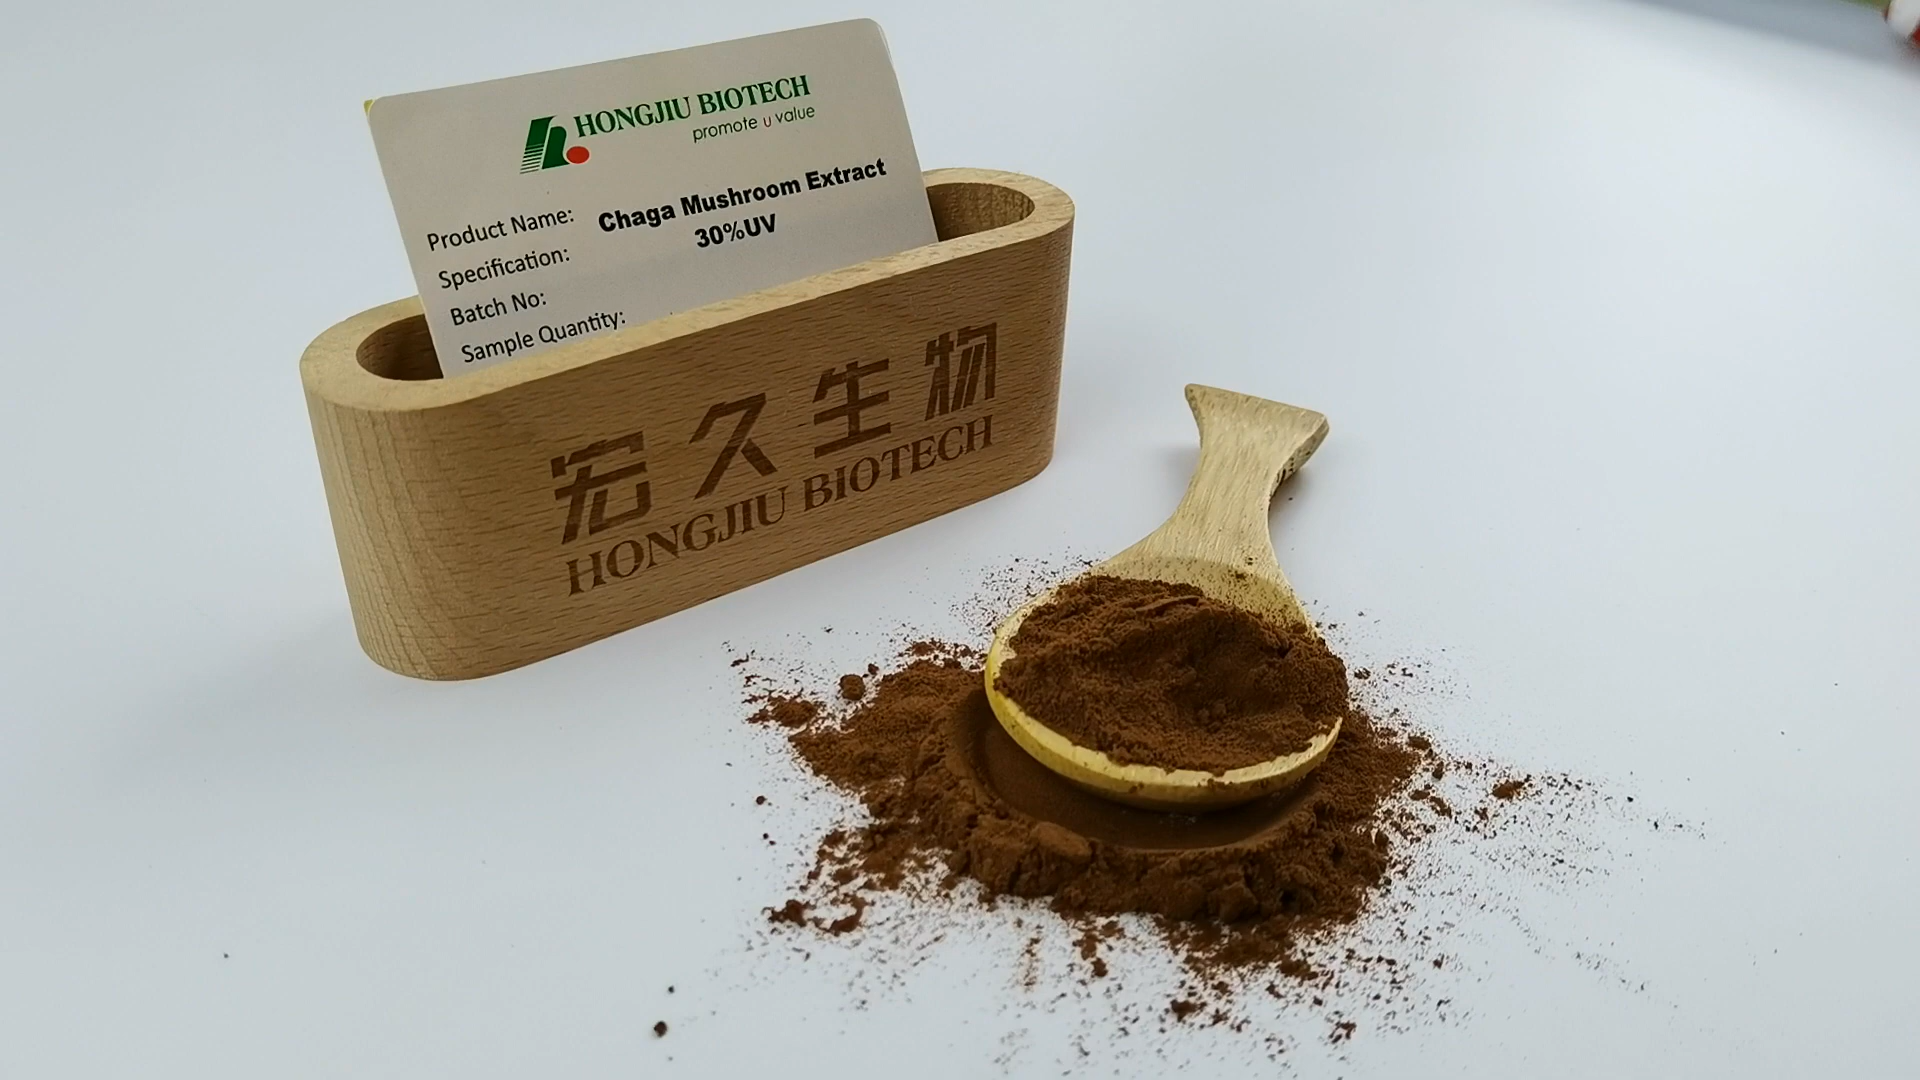 HONGJIU BIOTECH
promote u value
Product Name: Chaga Mushroom Extract
Specification: 30%UV
Batch No:
Sample Quantity:
宏久生物
HONGJIU BIOTECH